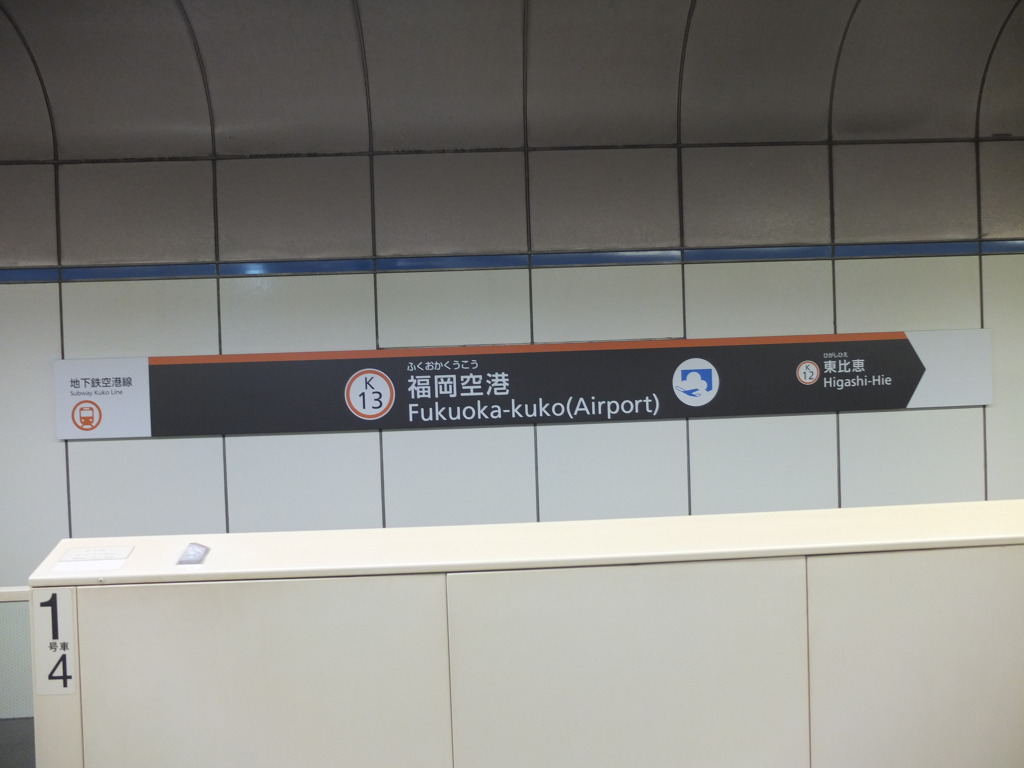 地下鉄空港線
Subway Kuko Line
K
13
ふくおかくうこう
福岡空港
Fukuoka-kuko(Airport)
K
12
ひがしひえ
東比恵
Higashi-Hie
1
号車
4